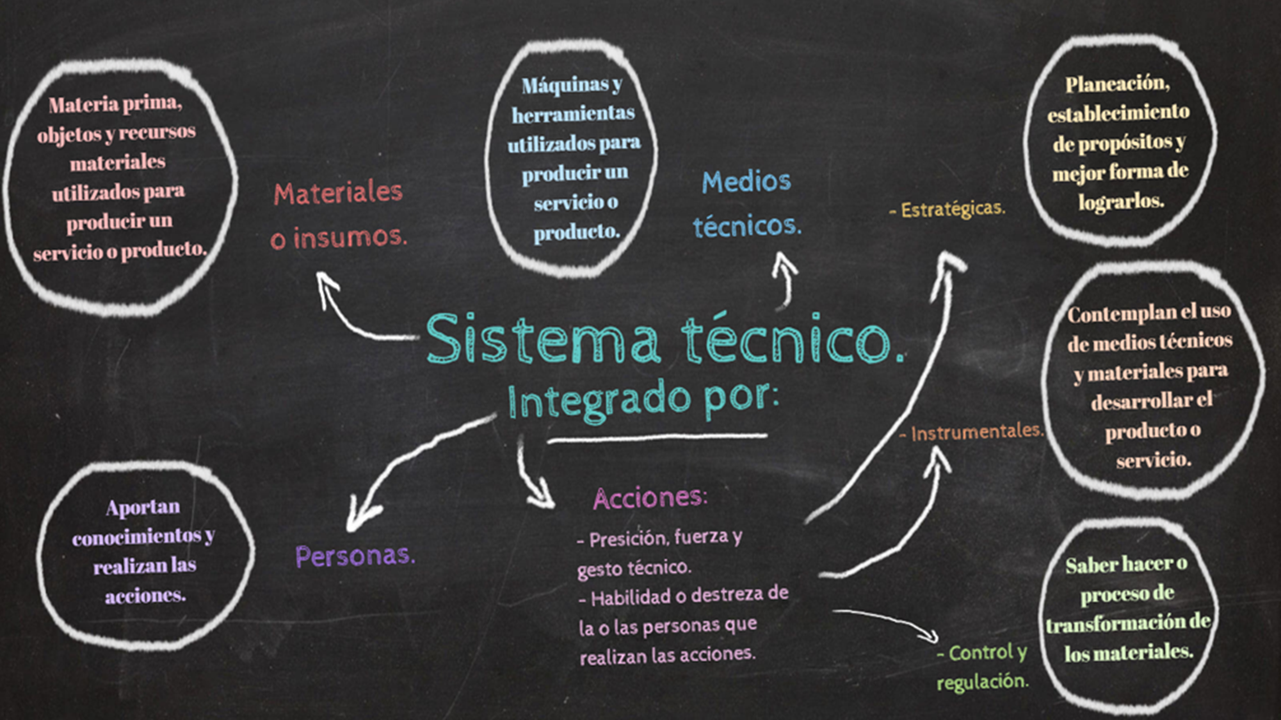 Materia prima,
objetos y recursos
materiales
utilizados para
producir un
servicio o producto.
Materiales
o insumos.
Máquinas y
herramientas
utilizados para
producir un
servicio o
producto.
Medios
técnicos.
- Estratégicas.
Planeación,
establecimiento
de propósitos y
mejor forma de
lograrlos.
Sistema técnico.
Integrado por:
- Instrumentales.
Contemplan el uso
de medios técnicos
y materiales para
desarrollar el
producto o
servicio.
Aportan
conocimientos y
realizan las
acciones.
Personas.
Acciones:
- Presición, fuerza y
gesto técnico.
- Habilidad o destreza de
la o las personas que
realizan las acciones.
- Control y
regulación.
Saber hacer o
proceso de
transformación de
los materiales.